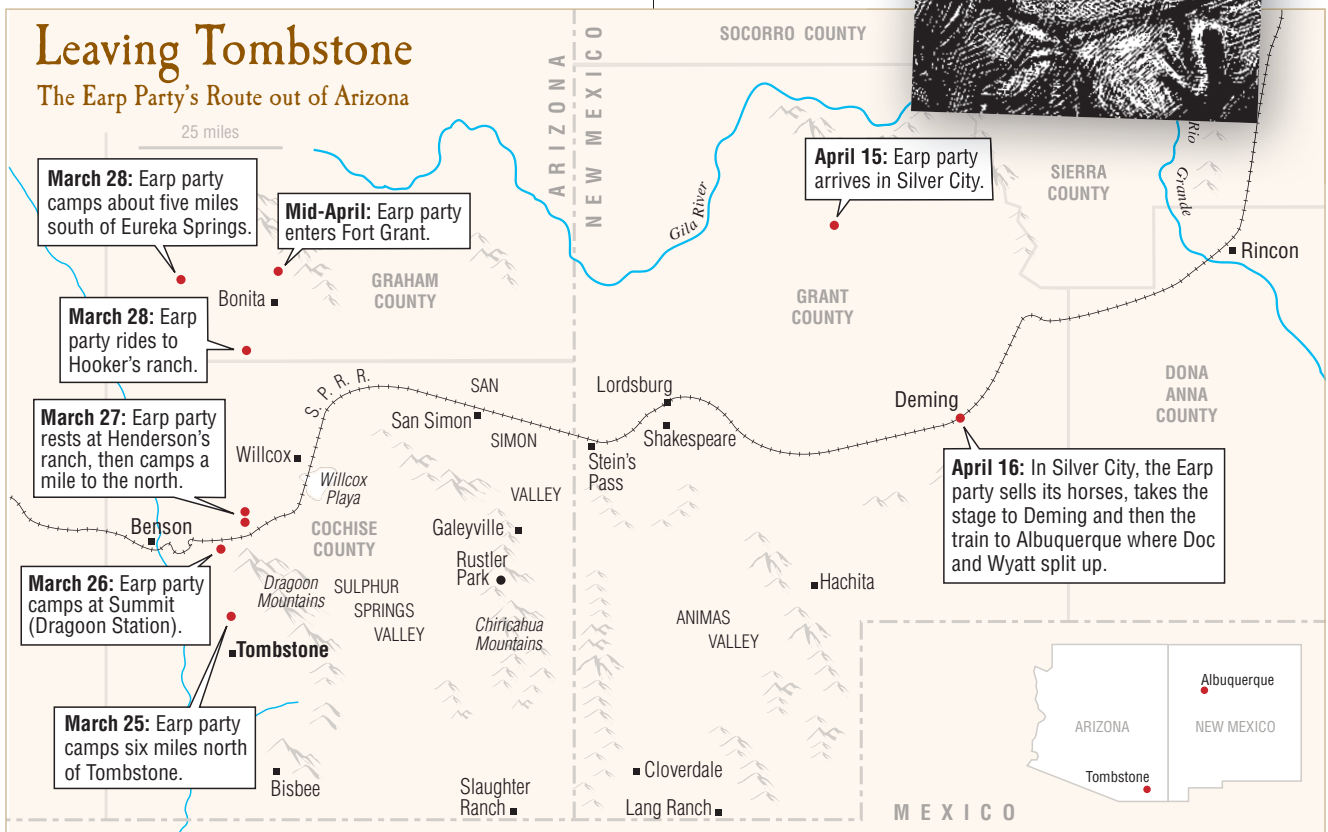 Leaving Tombstone
The Earp Party's Route out of Arizona
25 miles
ARIZONA
NEW MEXICO
SOCORRO COUNTY
March 28: Earp party
camps about five miles
south of Eureka Springs.
Mid-April: Earp party
enters Fort Grant.
April 15: Earp party
arrives in Silver City.
SIERRA
COUNTY
Rio
Grande
Gila River
Rincon
GRAHAM
COUNTY
Bonita
GRANT
COUNTY
March 28: Earp
party rides to
Hooker's ranch.
S. P. R. R.
SAN
SIMON
VALLEY
San Simon
Lordsburg
Shakespeare
Deming
DONA
ANNA
COUNTY
March 27: Earp party
rests at Henderson's
ranch, then camps a
mile to the north.
Willcox
Willcox
Playa
Stein's
Pass
April 16: In Silver City, the Earp
party sells its horses, takes the
stage to Deming and then the
train to Albuquerque where Doc
and Wyatt split up.
Benson
COCHISE
COUNTY
Galeyville
Rustler
Park
Hachita
March 26: Earp party
camps at Summit
(Dragoon Station).
Dragoon
Mountains
SULPHUR
SPRINGS
VALLEY
Chiricahua
Mountains
ANIMAS
VALLEY
Tombstone
March 25: Earp party
camps six miles north
of Tombstone.
Bisbee
Slaughter
Ranch
Cloverdale
Lang Ranch
MEXICO
Albuquerque
ARIZONA
NEW MEXICO
Tombstone